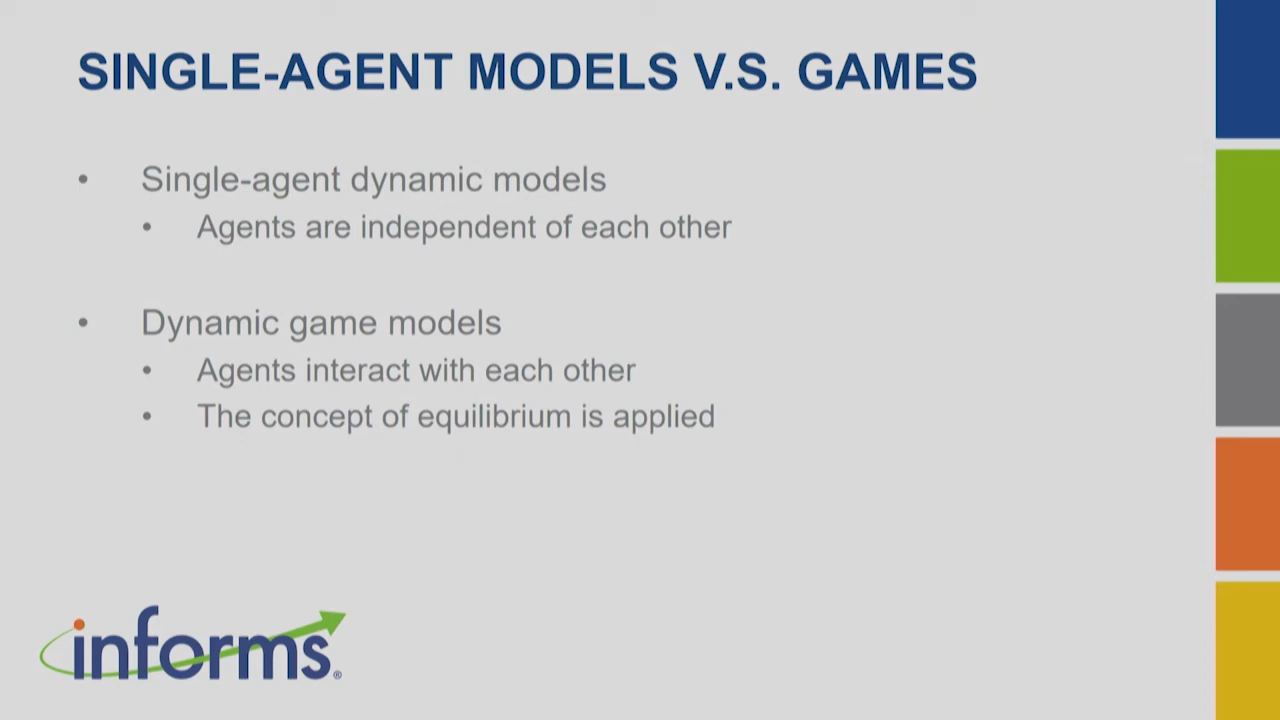 SINGLE-AGENT MODELS V.S. GAMES
• Single-agent dynamic models
• Agents are independent of each other
• Dynamic game models
• Agents interact with each other
• The concept of equilibrium is applied
informs®